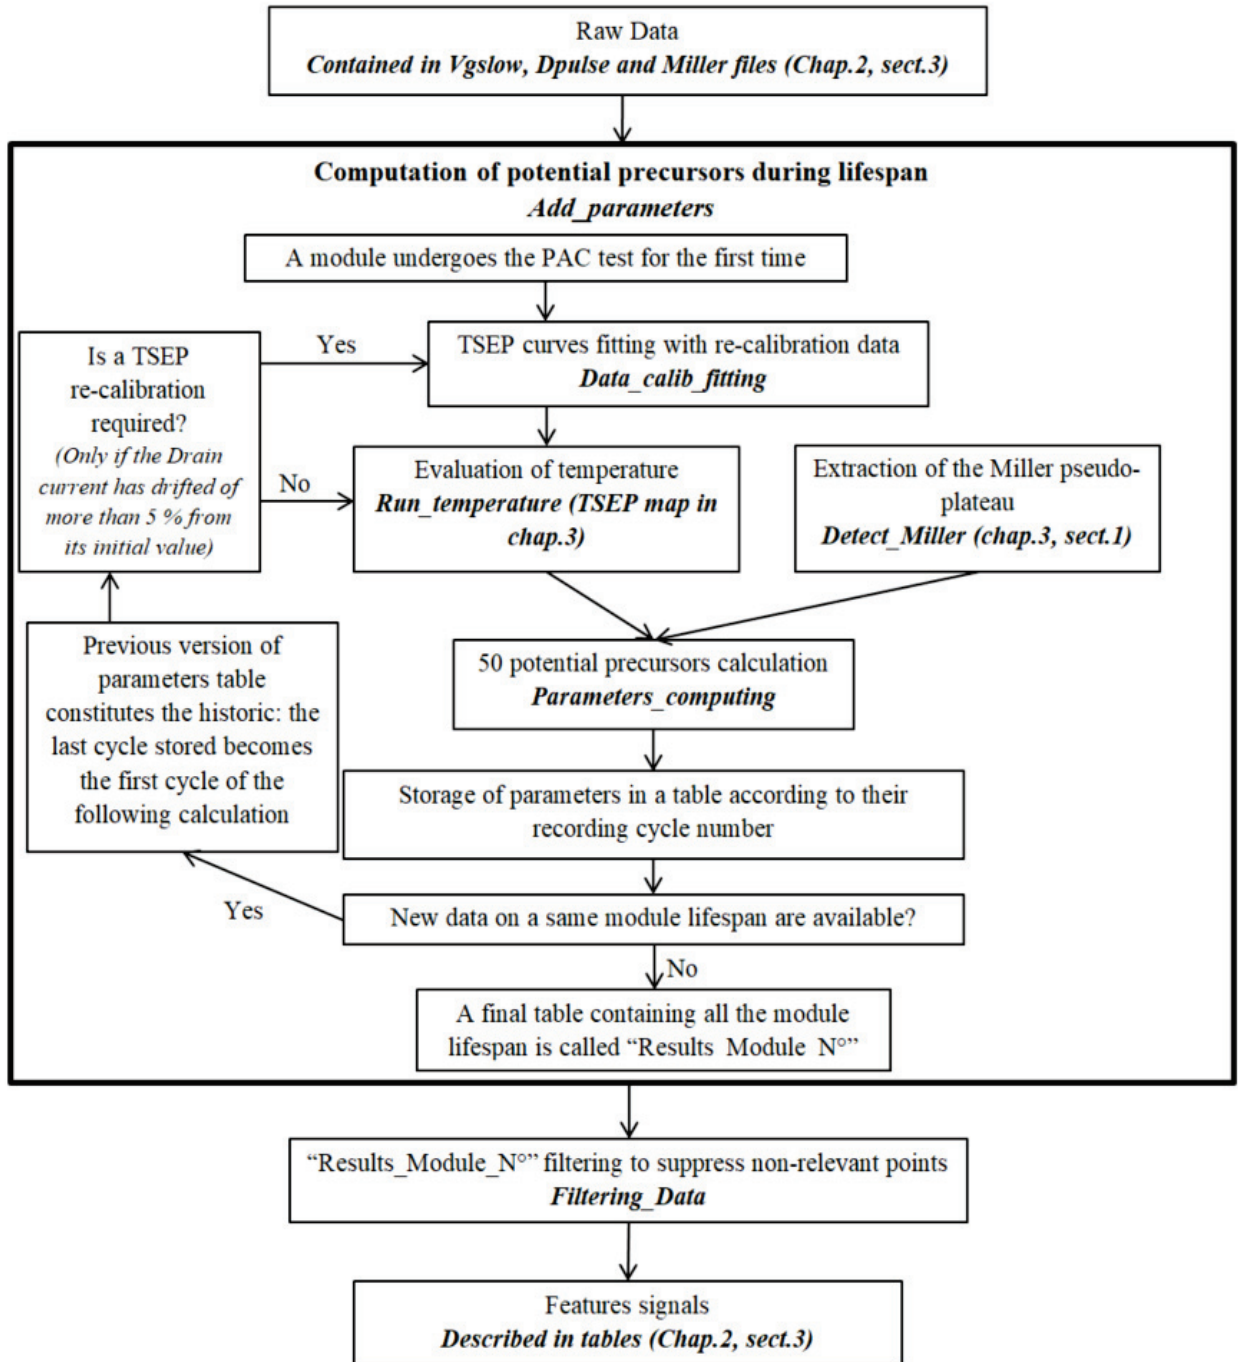 Raw Data
Contained in Vgslow, Dpulse and Miller files (Chap.2, sect.3)
Computation of potential precursors during lifespan
Add_parameters
A module undergoes the PAC test for the first time
Is a TSEP
re-calibration
required?
(Only if the Drain
current has drifted of
more than 5 % from
its initial value)
Yes
TSEP curves fitting with re-calibration data
Data_calib_fitting
No
Evaluation of temperature
Run_temperature (TSEP map in
chap.3)
Extraction of the Miller pseudo-
plateau
Detect_Miller (chap.3, sect.1)
Previous version of
parameters table
constitutes the historic: the
last cycle stored becomes
the first cycle of the
following calculation
50 potential precursors calculation
Parameters_computing
Storage of parameters in a table according to their
recording cycle number
Yes
New data on a same module lifespan are available?
No
A final table containing all the module
lifespan is called “Results Module N°”
“Results_Module_N°” filtering to suppress non-relevant points
Filtering_Data
Features signals
Described in tables (Chap.2, sect.3)